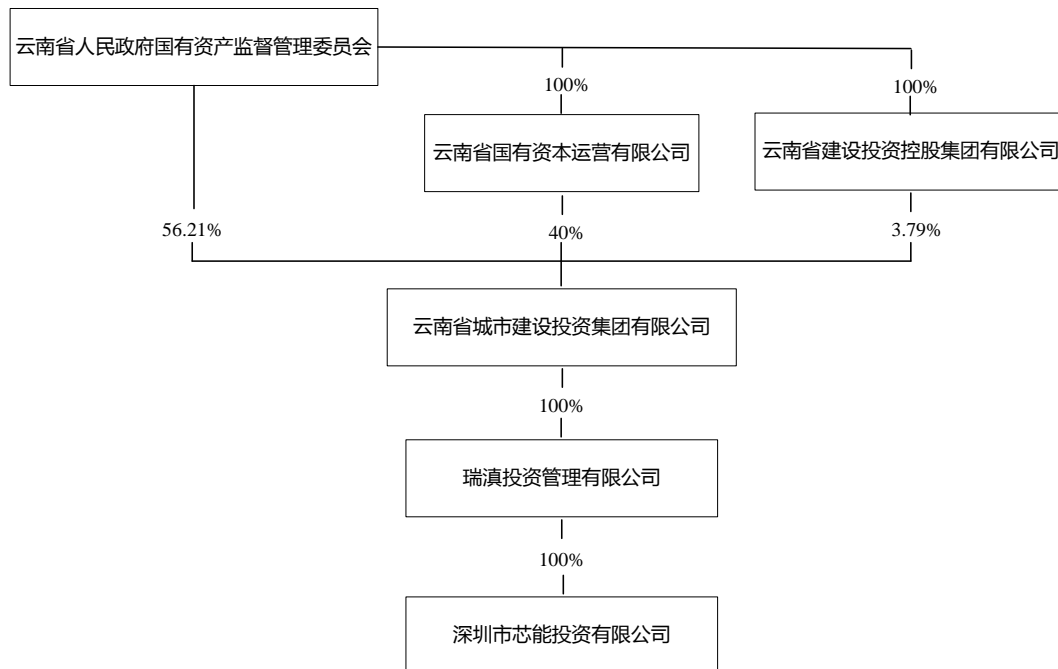 云南省人民政府国有资产监督管理委员会
100%
100%
云南省国有资本运营有限公司
云南省建设投资控股集团有限公司
56.21%
40%
3.79%
云南省城市建设投资集团有限公司
100%
瑞滇投资管理有限公司
100%
深圳市芯能投资有限公司